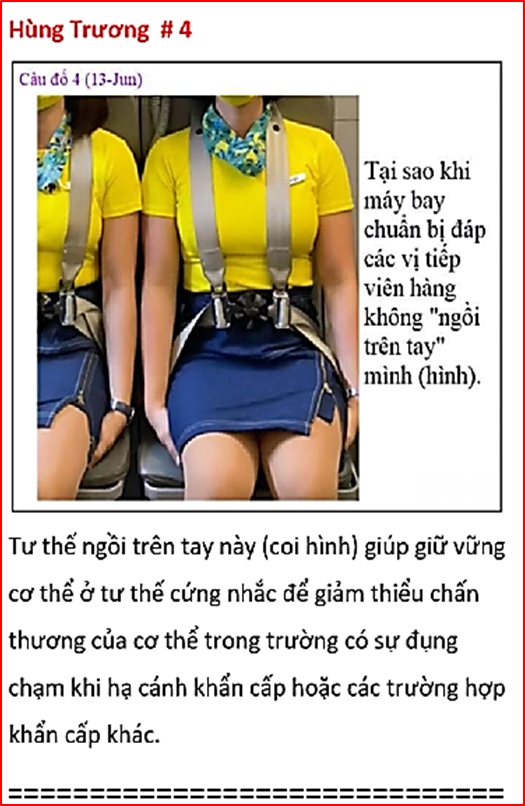 Hùng Trương # 4
Câu đố 4 (13-Jun)
Tại sao khi
máy bay
chuẩn bị đáp
các vị tiếp
viên hàng
không "ngồi
trên tay"
mình (hình).
Tư thế ngồi trên tay này (coi hình) giúp giữ vững
cơ thể ở tư thế cứng nhắc để giảm thiểu chấn
thương của cơ thể trong trường có sự đụng
chạm khi hạ cánh khẩn cấp hoặc các trường hợp
khẩn cấp khác.
===============================